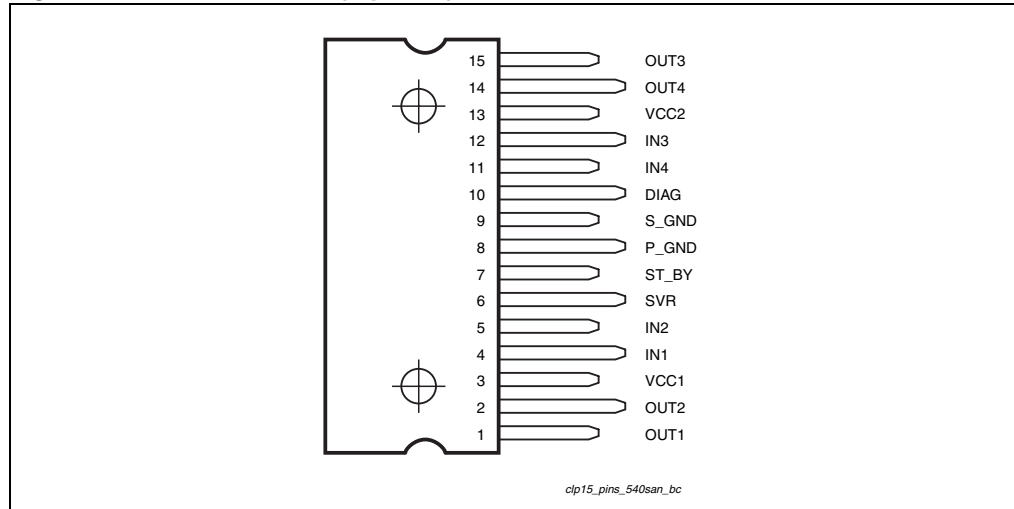 15 OUT3
14 OUT4
13 VCC2
12 IN3
11 IN4
10 DIAG
9 S_GND
8 P_GND
7 ST_BY
6 SVR
5 IN2
4 IN1
3 VCC1
2 OUT2
1 OUT1
clp15_pins_540san_bc